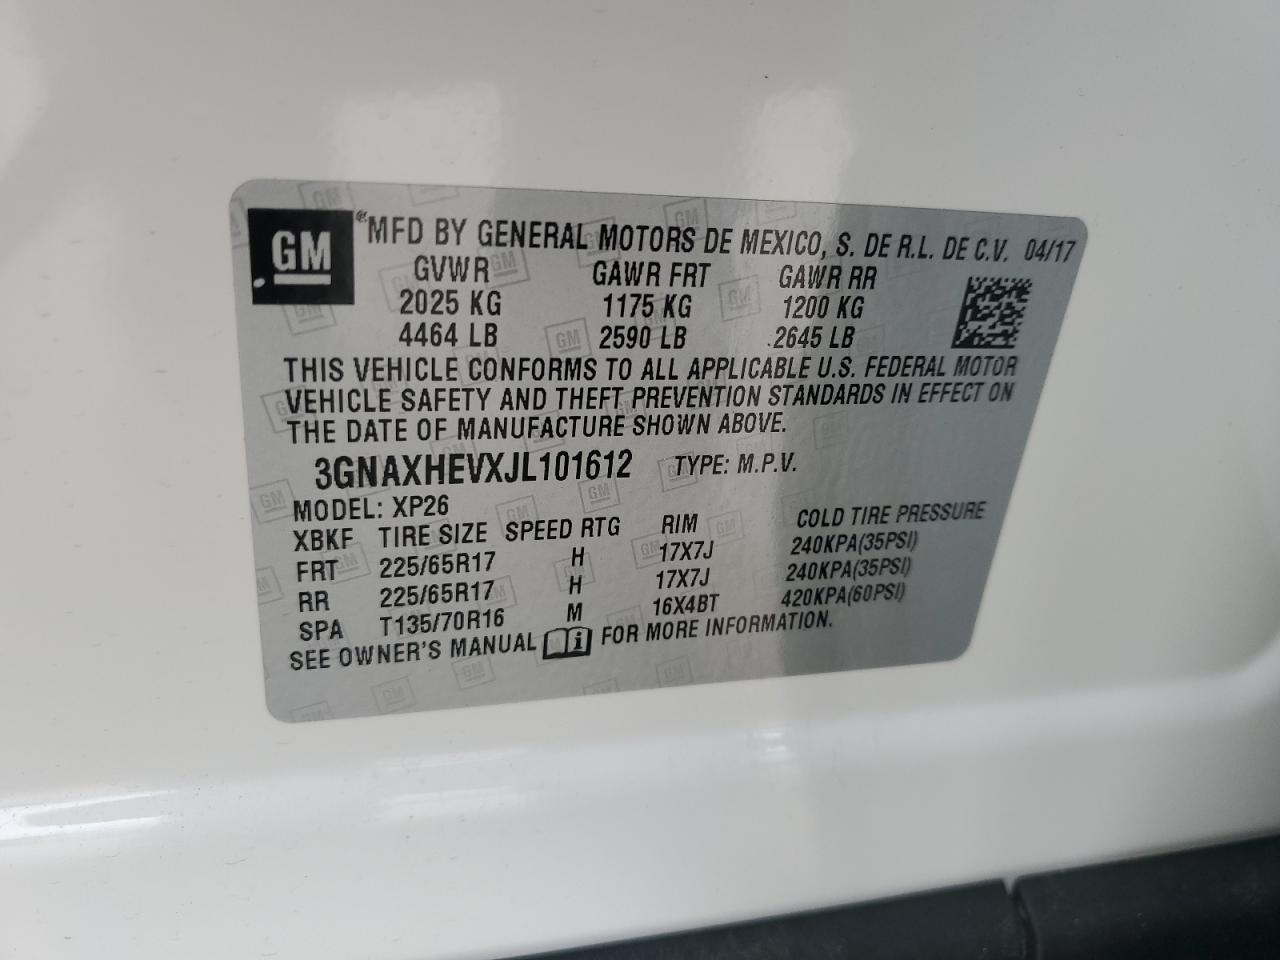 GM
MFD BY GENERAL MOTORS DE MEXICO, S. DE R.L. DE C.V. 04/17
GVWR GAWR FRT GAWR RR
2025 KG 1175 KG 1200 KG
4464 LB 2590 LB 2645 LB
THIS VEHICLE CONFORMS TO ALL APPLICABLE U.S. FEDERAL MOTOR
VEHICLE SAFETY AND THEFT PREVENTION STANDARDS IN EFFECT ON
THE DATE OF MANUFACTURE SHOWN ABOVE.
3GNAXHEVXJL101612 TYPE: M.P.V.
MODEL: XP26
XBKF TIRE SIZE SPEED RTG RIM COLD TIRE PRESSURE
FRT 225/65R17 H 17X7J 240KPA(35PSI)
RR 225/65R17 H 17X7J 240KPA(35PSI)
SPA T135/70R16 M 16X4BT 420KPA(60PSI)
SEE OWNER'S MANUAL i FOR MORE INFORMATION.